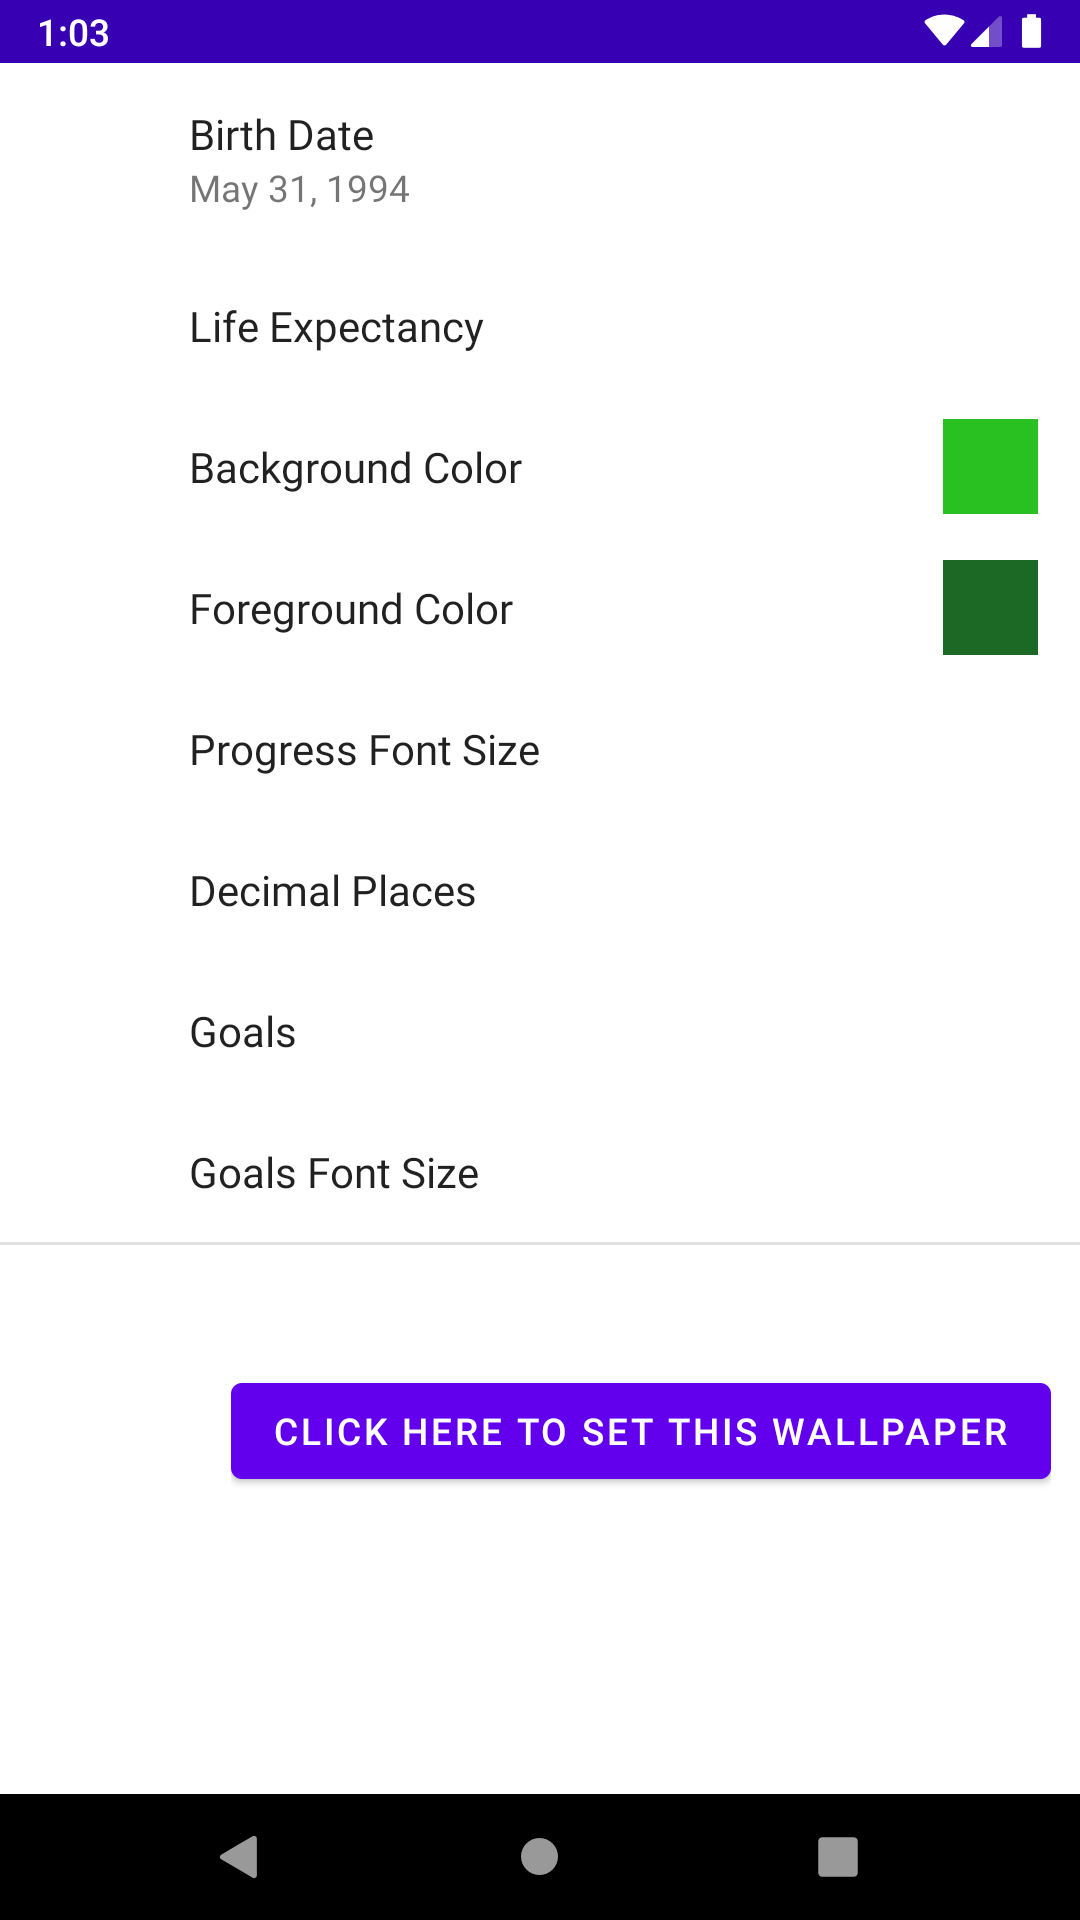 1:03
Birth Date
May 31, 1994
Life Expectancy
Background Color
Foreground Color
Progress Font Size
Decimal Places
Goals
Goals Font Size
CLICK HERE TO SET THIS WALLPAPER